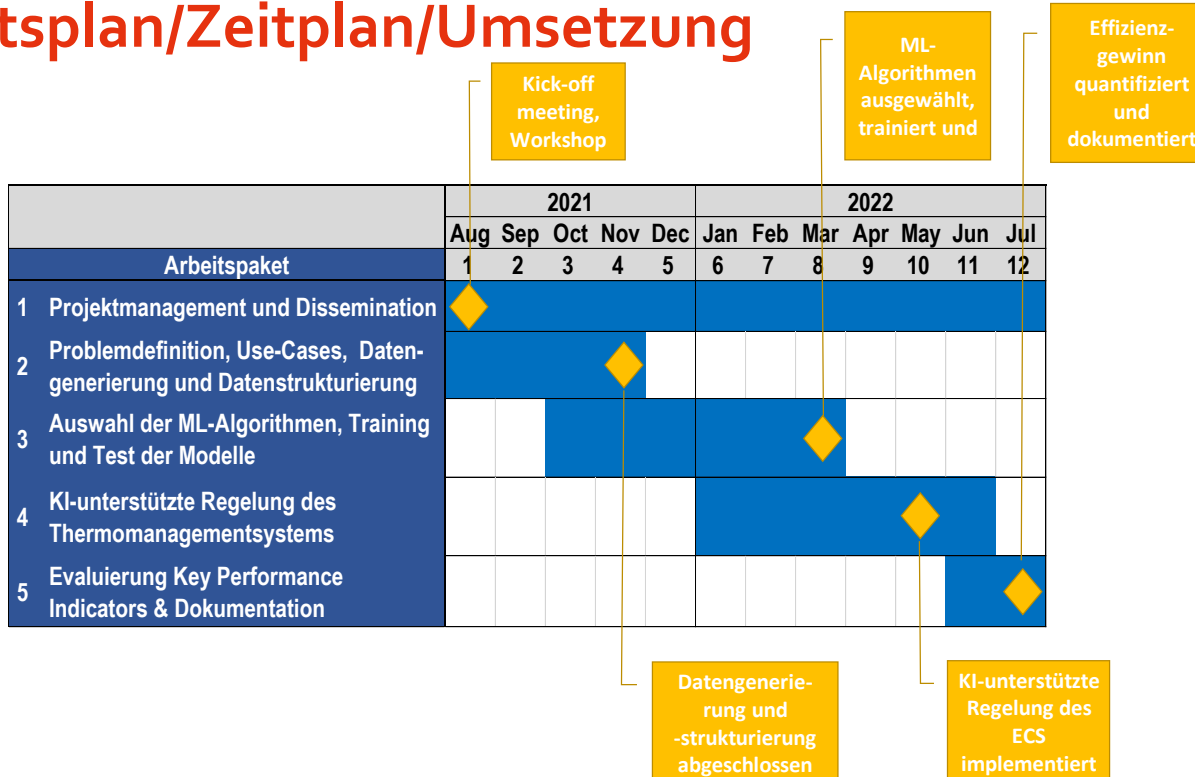 tsplan/Zeitplan/Umsetzung
Kick-off
meeting,
Workshop
ML-
Algorithmen
ausgewählt,
trainiert und
Effizienz-
gewinn
quantifiziert
und
dokumentiert
2021 2022
Aug Sep Oct Nov Dec Jan Feb Mar Apr May Jun Jul
Arbeitspaket 1 2 3 4 5 6 7 8 9 10 11 12
1 Projektmanagement und Dissemination
2 Problemdefinition, Use-Cases, Daten-
generierung und Datenstrukturierung
3 Auswahl der ML-Algorithmen, Training
und Test der Modelle
4 KI-unterstützte Regelung des
Thermomanagementsystems
5 Evaluierung Key Performance
Indicators & Dokumentation
Datengenerie-
rung und
-strukturierung
abgeschlossen
KI-unterstützte
Regelung des
ECS
implementiert